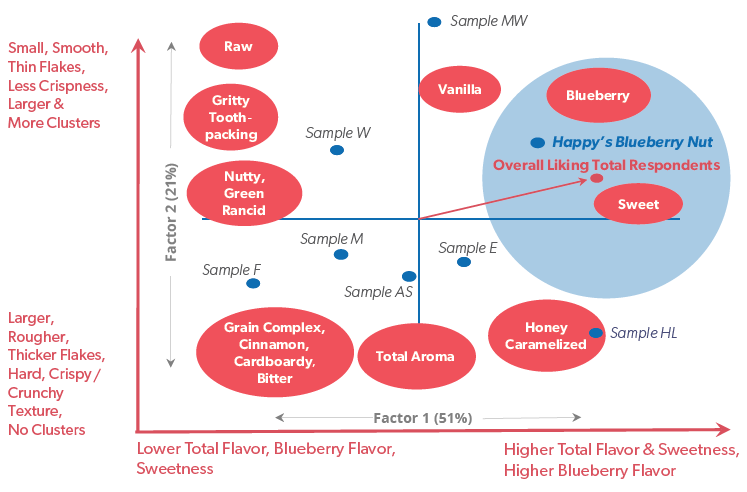 Small, Smooth,
Thin Flakes,
Less Crispness,
Larger &
More Clusters
Larger,
Rougher,
Thicker Flakes,
Hard, Crispy /
Crunchy
Texture,
No Clusters
Factor 2 (21%)
Raw
Gritty
Tooth-
packing
Nutty,
Green
Rancid
Sample MW
Vanilla
Blueberry
Sample W
Happy's Blueberry Nut
Overall Liking Total Respondents
Sweet
Sample M
Sample E
Sample F
Sample AS
Grain Complex,
Cinnamon,
Cardboardy,
Bitter
Total Aroma
Honey
Caramelized
Sample HL
Factor 1 (51%)
Lower Total Flavor, Blueberry Flavor,
Sweetness
Higher Total Flavor & Sweetness,
Higher Blueberry Flavor